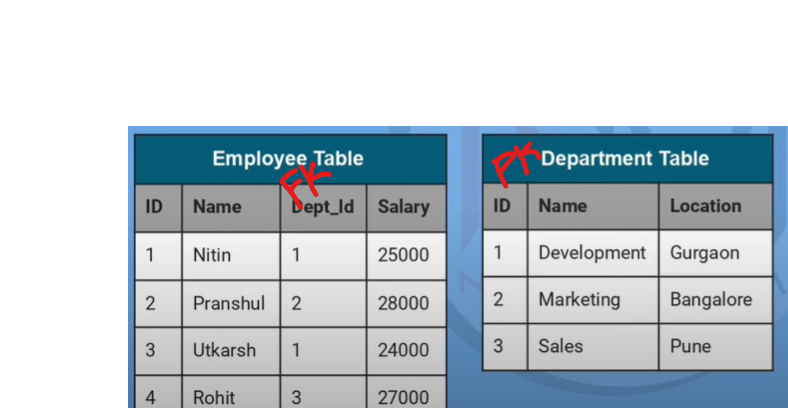 Employee Table
FK
ID Name Dept_Id Salary
1 Nitin 1 25000
2 Pranshul 2 28000
3 Utkarsh 1 24000
4 Rohit 3 27000
PK
Department Table
ID Name Location
1 Development Gurgaon
2 Marketing Bangalore
3 Sales Pune